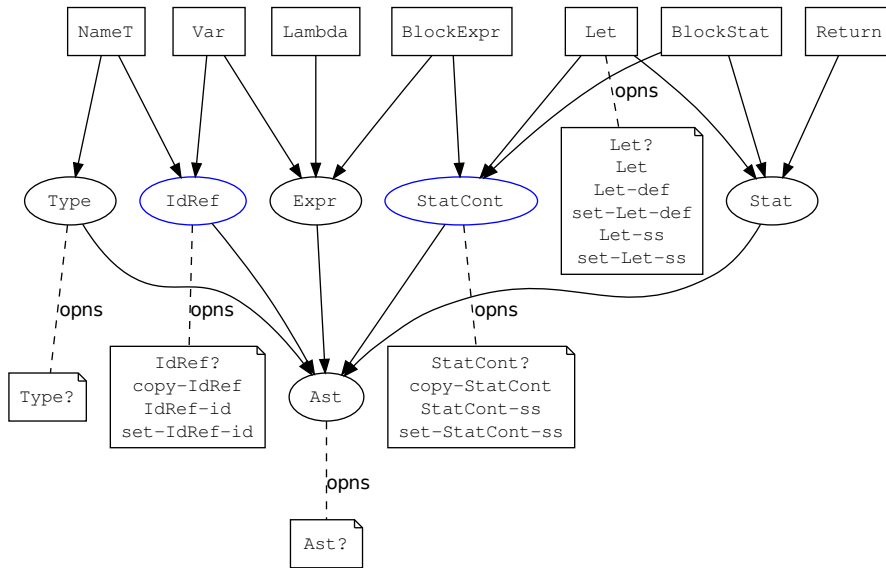 NameT
Var
Lambda
BlockExpr
Let
BlockStat
Return
opns
Let?
Let
Let-def
set-Let-def
Let-ss
set-Let-ss
Type
IdRef
Expr
StatCont
Stat
opns
opns
opns
Type?
IdRef?
copy-IdRef
IdRef-id
set-IdRef-id
Ast
StatCont?
copy-StatCont
StatCont-ss
set-StatCont-ss
opns
Ast?